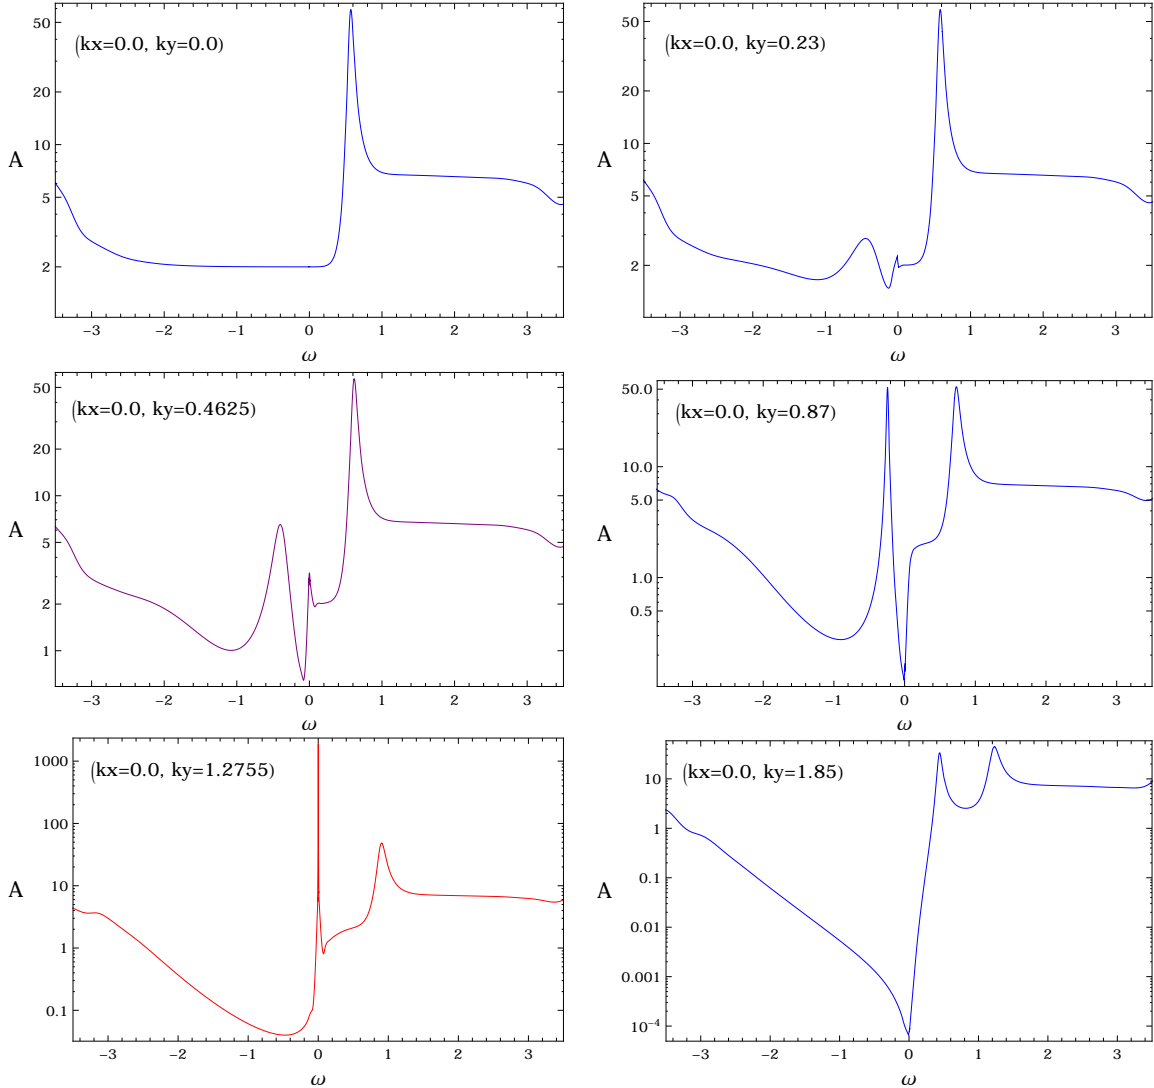 (kx=0.0, ky=0.0)
A
50
20
10
5
2
−3 −2 −1 0 1 2 3
ω
(kx=0.0, ky=0.23)
A
50
20
10
5
2
−3 −2 −1 0 1 2 3
ω
(kx=0.0, ky=0.4625)
A
50
20
10
5
2
1
−3 −2 −1 0 1 2 3
ω
(kx=0.0, ky=0.87)
A
50.0
10.0
5.0
1.0
0.5
−3 −2 −1 0 1 2 3
ω
(kx=0.0, ky=1.2755)
A
1000
100
10
1
0.1
−3 −2 −1 0 1 2 3
ω
(kx=0.0, ky=1.85)
A
10
1
0.1
0.01
0.001
10⁻⁴
−3 −2 −1 0 1 2 3
ω